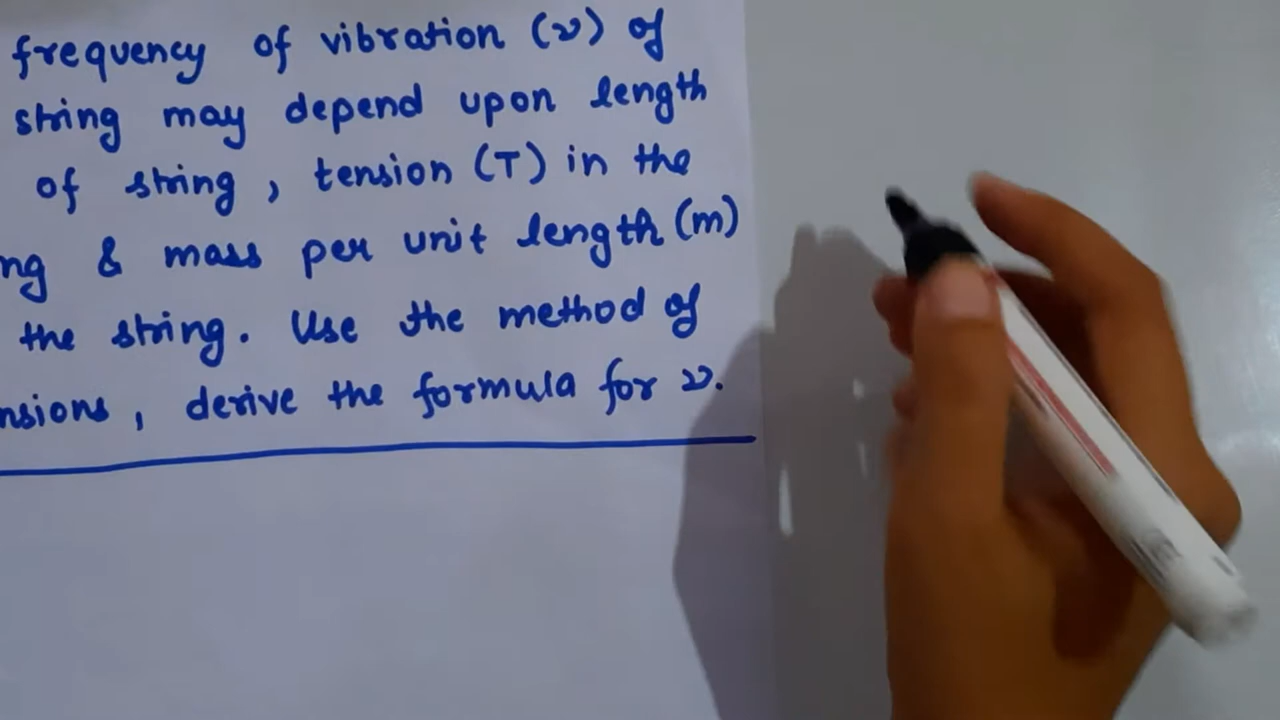 frequency of vibration (ν) of
string may depend upon length
of string, tension (T) in the
ng & mass per unit length (m)
the string. Use the method of
nsions, derive the formula for ν.